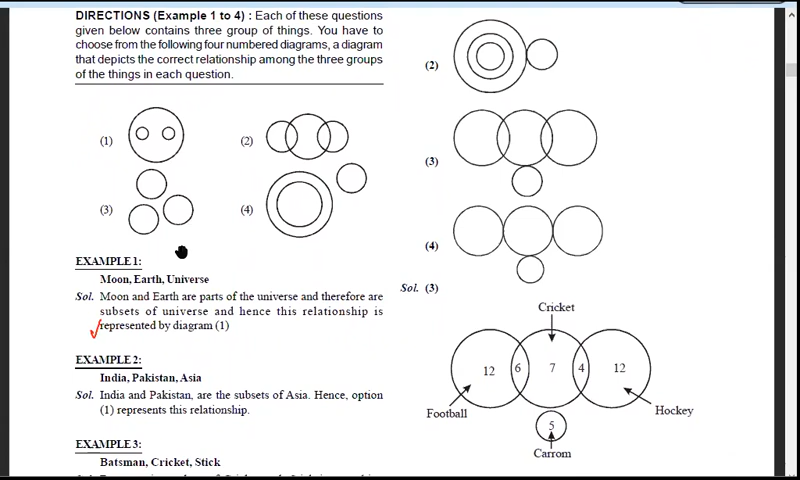 DIRECTIONS (Example 1 to 4) : Each of these questions
given below contains three group of things. You have to
choose from the following four numbered diagrams, a diagram
that depicts the correct relationship among the three groups
of the things in each question.
(1)
(2)
(3)
(4)
EXAMPLE 1:
Moon, Earth, Universe
Sol. Moon and Earth are parts of the universe and therefore are
subsets of universe and hence this relationship is
represented by diagram (1)
EXAMPLE 2:
India, Pakistan, Asia
Sol. India and Pakistan, are the subsets of Asia. Hence, option
(1) represents this relationship.
EXAMPLE 3:
Batsman, Cricket, Stick
(2)
(3)
(4)
Sol. (3)
Cricket
12 6 7 4 12
Football
Hockey
5
Carrom